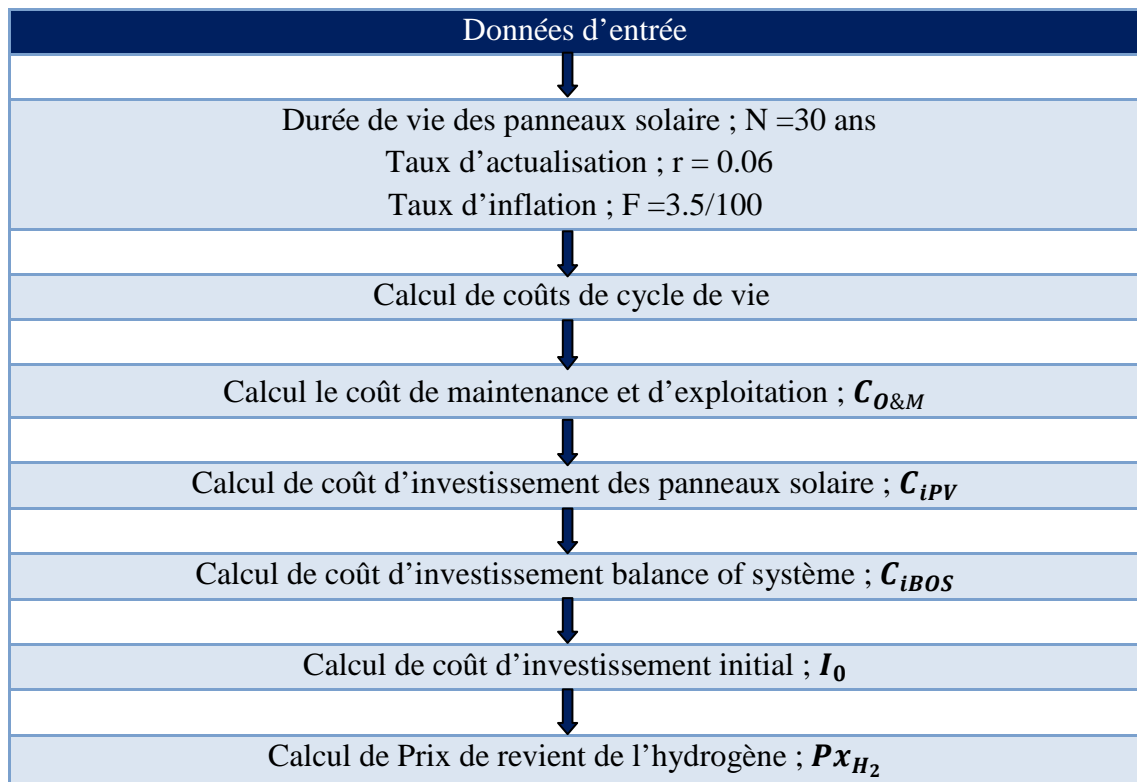 Données d’entrée
Durée de vie des panneaux solaire ; N =30 ans
Taux d’actualisation ; r = 0.06
Taux d’inflation ; F =3.5/100
Calcul de coûts de cycle de vie
Calcul le coût de maintenance et d’exploitation ; C_{O&M}
Calcul de coût d’investissement des panneaux solaire ; C_{iPV}
Calcul de coût d’investissement balance of système ; C_{iBOS}
Calcul de coût d’investissement initial ; I_0
Calcul de Prix de revient de l’hydrogène ; Px_{H_2}